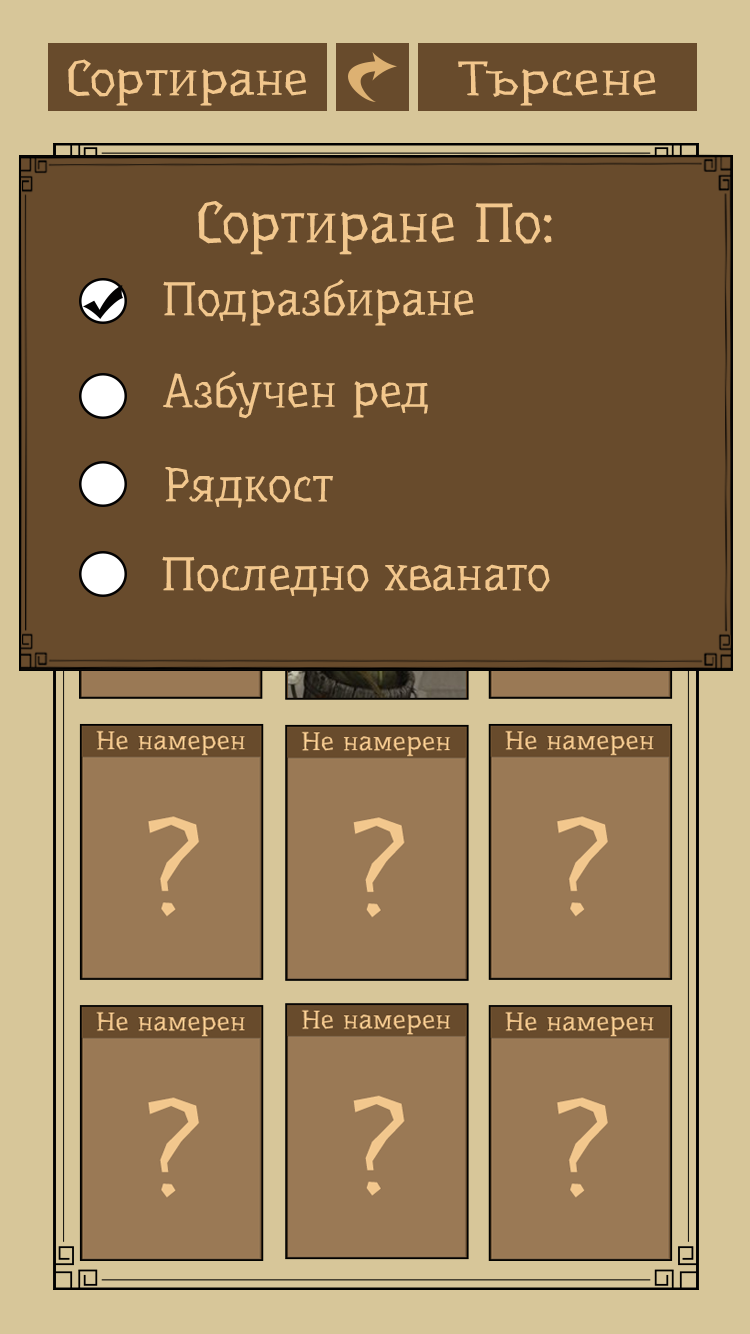 Сортиране
Търсене
Сортиране По:
Подразбиране
Азбучен ред
Рядкост
Последно хванато
Не намерен
Не намерен
Не намерен
?
?
?
Не намерен
Не намерен
Не намерен
?
?
?